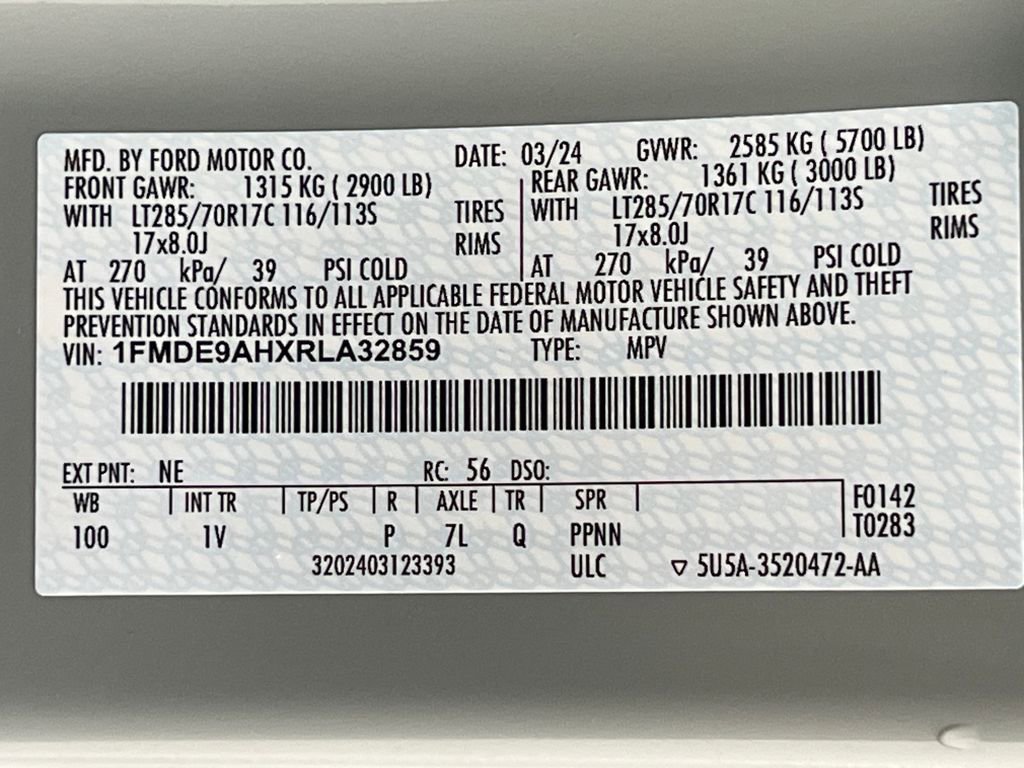 MFD. BY FORD MOTOR CO. DATE: 03/24 GVWR: 2585 KG ( 5700 LB)
FRONT GAWR: 1315 KG ( 2900 LB) REAR GAWR: 1361 KG ( 3000 LB)
WITH LT285/70R17C 116/113S TIRES WITH LT285/70R17C 116/113S TIRES
17x8.0J RIMS 17x8.0J RIMS
AT 270 kPa/ 39 PSI COLD AT 270 kPa/ 39 PSI COLD
THIS VEHICLE CONFORMS TO ALL APPLICABLE FEDERAL MOTOR VEHICLE SAFETY AND THEFT
PREVENTION STANDARDS IN EFFECT ON THE DATE OF MANUFACTURE SHOWN ABOVE.
VIN: 1FMDE9AHXRLA32859 TYPE: MPV
EXT PNT: NE RC: 56 DSO:
WB INT TR TP/PS R AXLE TR SPR F0142
100 1V P 7L Q PPNN T0283
3202403123393 ULC ▽ 5U5A-3520472-AA